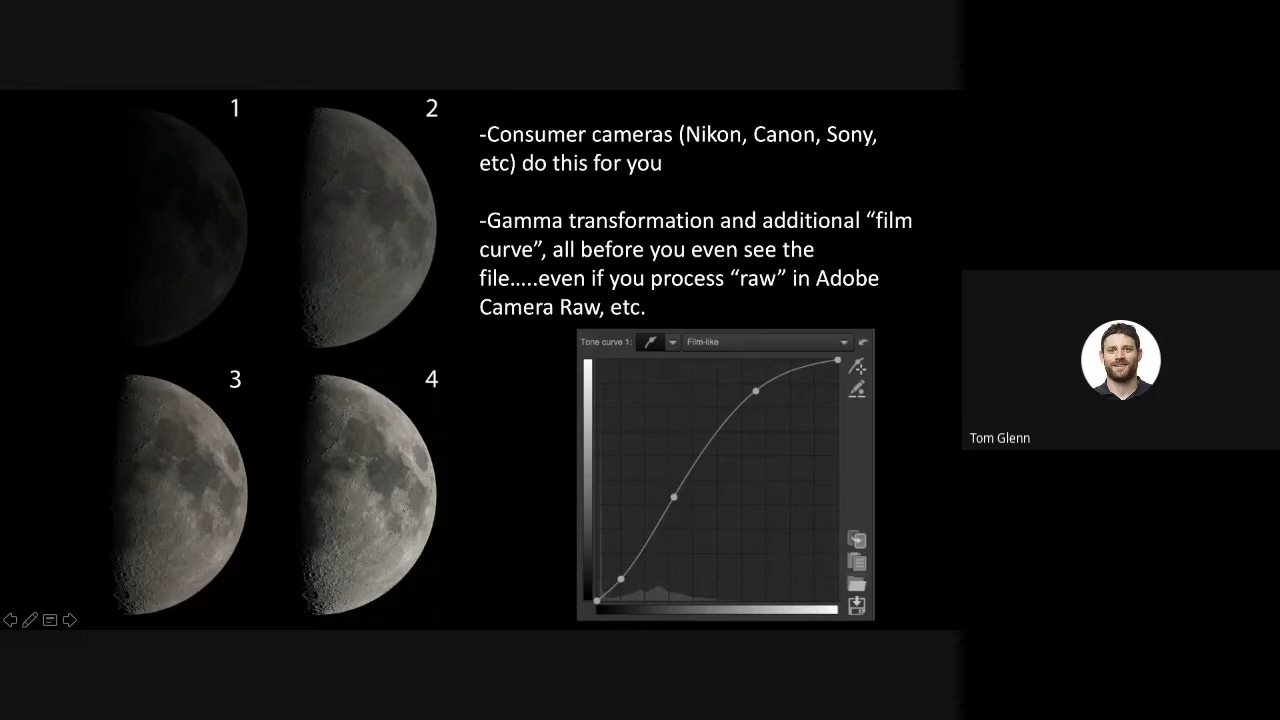 1
2
3
4
-Consumer cameras (Nikon, Canon, Sony,
etc) do this for you
-Gamma transformation and additional “film
curve”, all before you even see the
file.....even if you process “raw” in Adobe
Camera Raw, etc.
Tone curve 1:
Film-like
Tom Glenn